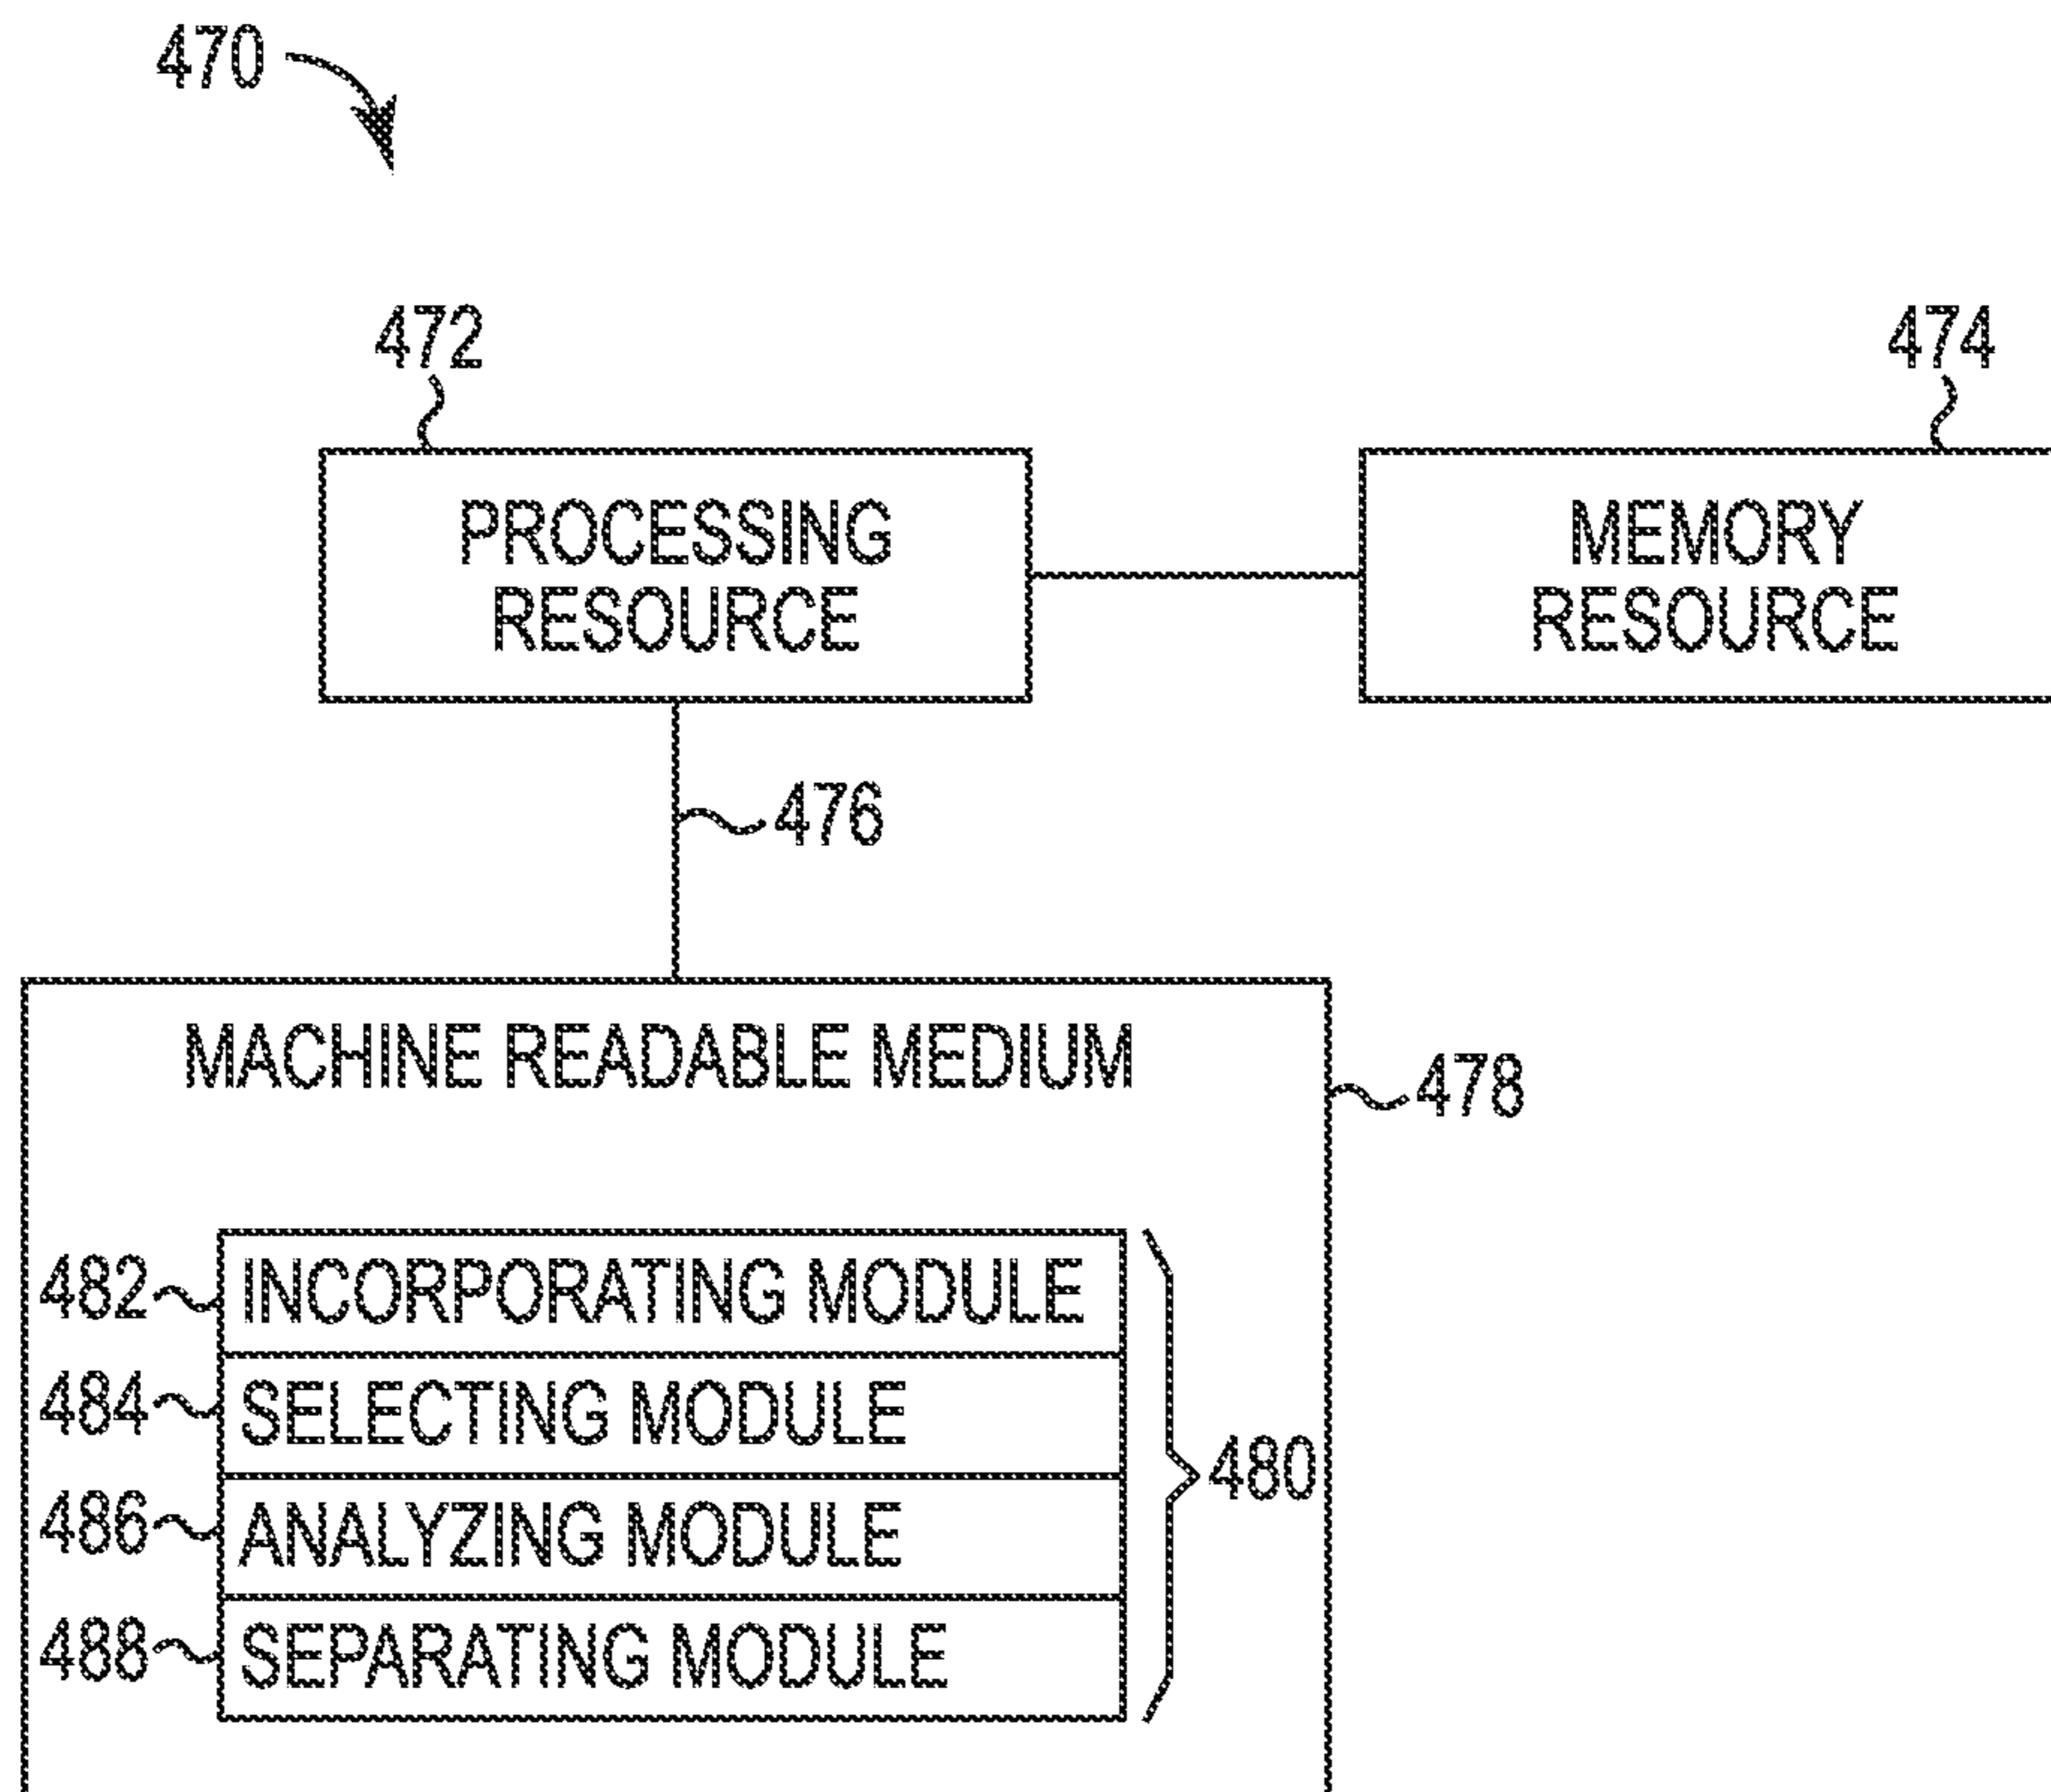 470
472
474
PROCESSING
RESOURCE
MEMORY
RESOURCE
476
MACHINE READABLE MEDIUM
478
482 INCORPORATING MODULE
484 SELECTING MODULE
480
486 ANALYZING MODULE
488 SEPARATING MODULE